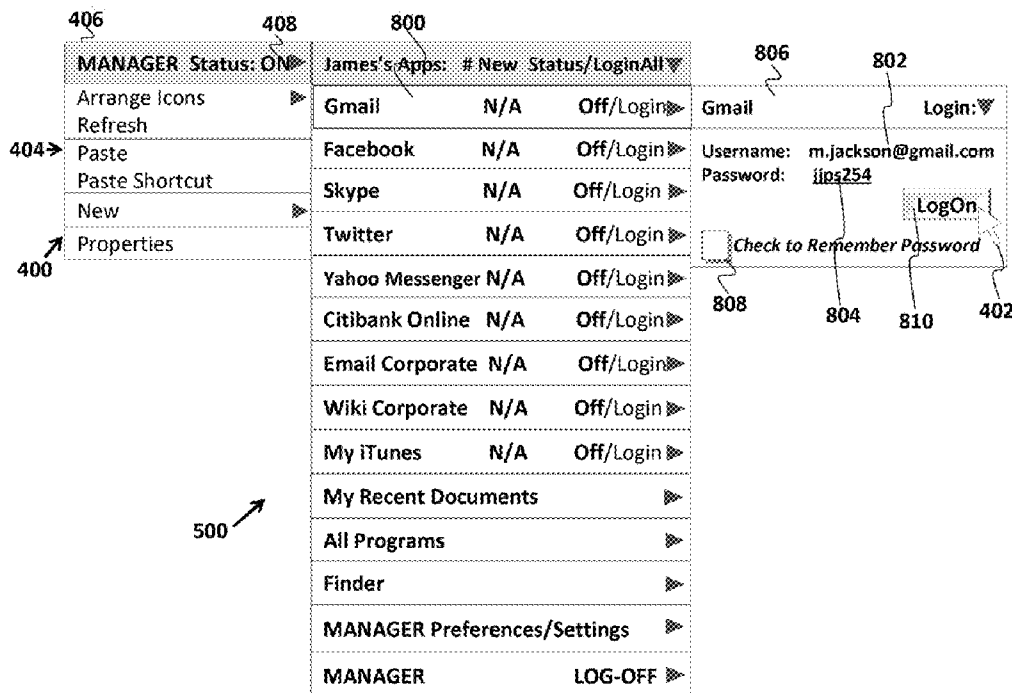 406 408 800
806 802
MANAGER Status: ON
Arrange Icons
Refresh
404
Paste
Paste Shortcut
New
400
Properties
James's Apps: # New Status/LoginAll
Gmail N/A Off/Login
Facebook N/A Off/Login
Skype N/A Off/Login
Twitter N/A Off/Login
Yahoo Messenger N/A Off/Login
Citibank Online N/A Off/Login
Email Corporate N/A Off/Login
Wiki Corporate N/A Off/Login
My iTunes N/A Off/Login
My Recent Documents
500
All Programs
Finder
MANAGER Preferences/Settings
MANAGER LOG-OFF
Gmail Login:
Username: m.jackson@gmail.com
Password: jjps254
LogOn
Check to Remember Password
808 804 810 402